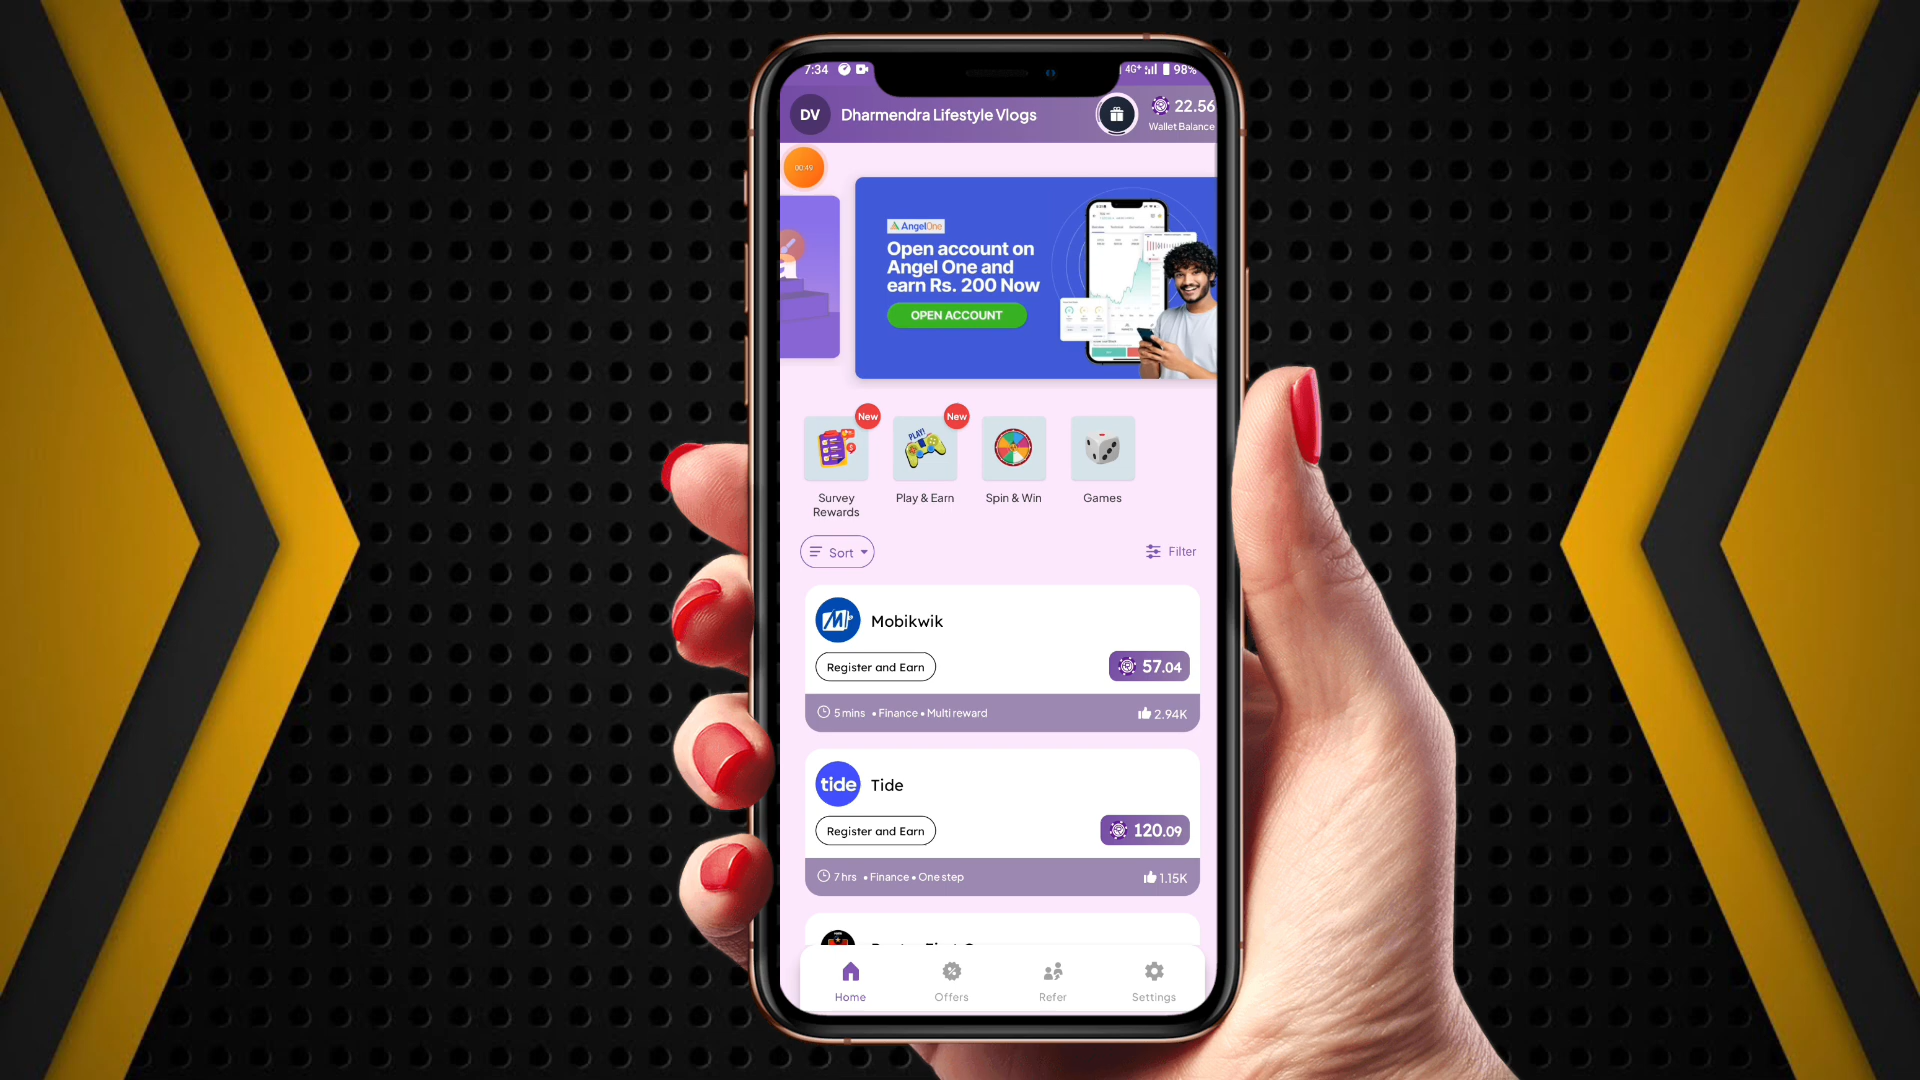 7:34
4G+
98%
DV
Dharmendra Lifestyle Vlogs
22.56
Wallet Balance
00:49
AngelOne
Open account on
Angel One and
earn Rs. 200 Now
OPEN ACCOUNT
New
New
PLAY!
Survey
Rewards
Play & Earn
Spin & Win
Games
Sort
Filter
Mobikwik
Register and Earn
57.04
5 mins • Finance • Multi reward
2.94K
tide
Tide
Register and Earn
120.09
7 hrs • Finance • One step
1.15K
Home
Offers
Refer
Settings